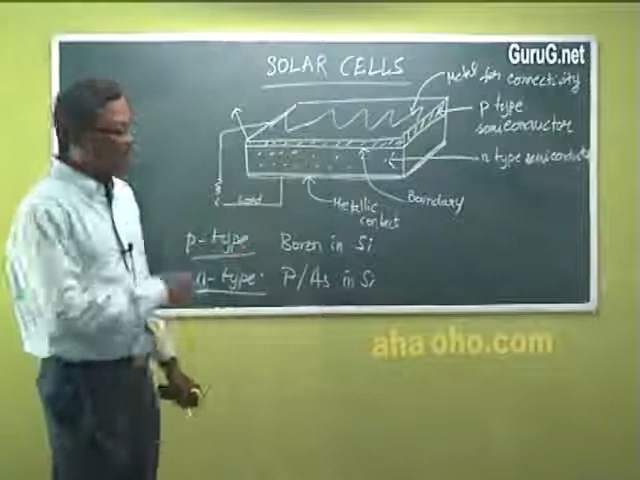 GuruG.net
SOLAR CELLS
Metal for connectivity
p type
semiconductor
n type semiconductor
Load
Metallic
contact
Boundary
p-type Boron in Si
n-type P/As in Si
aha oho.com